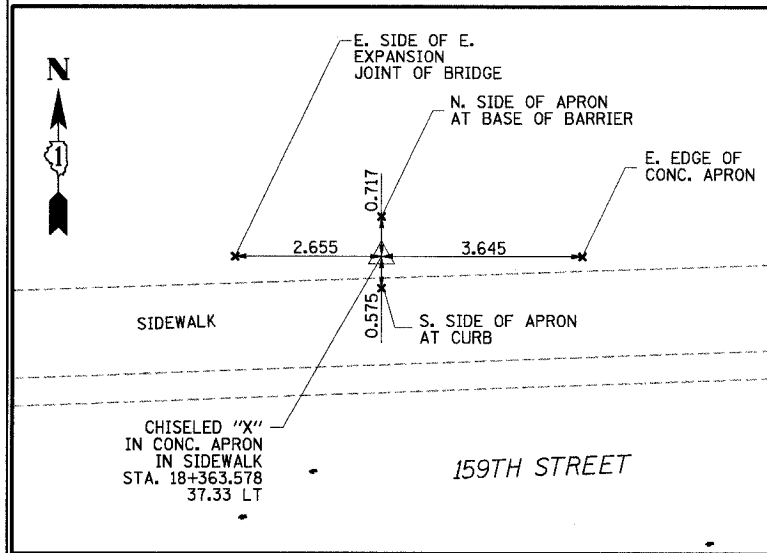 E. SIDE OF E.
EXPANSION
JOINT OF BRIDGE
N
N. SIDE OF APRON
AT BASE OF BARRIER
1
E. EDGE OF
CONC. APRON
0.717
2.655
3.645
0.575
SIDEWALK
S. SIDE OF APRON
AT CURB
CHISELED "X"
IN CONC. APRON
IN SIDEWALK
STA. 18+363.578
37.33 LT
159TH STREET